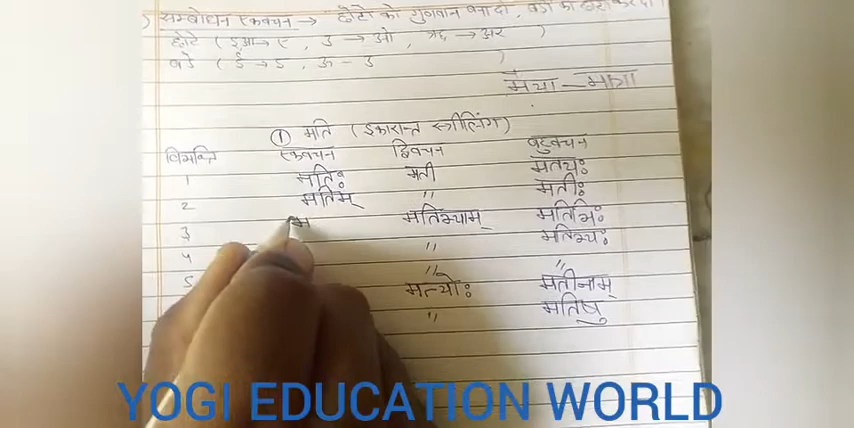 ) सम्बोधन एकवचन → छोटो को गुणवान बनादो, बडों को छोटा कर दो
छोटे ( इ → ए, उ → ओ, ऋ → अर )
बडे ( ई → इ, ऊ - उ )
मैया - मात्रा
① मति ( इकारान्त स्त्रीलिंग )
विभक्ति एकवचन द्विवचन बहुवचन
1 मतिः मती मतयः
2 मतिम् " मतीः
3 म मतिभ्याम् मतिभिः
4 " मतिभ्यः
5 " "
मत्योः मतीनाम्
" मतिषु
YOGI EDUCATION WORLD